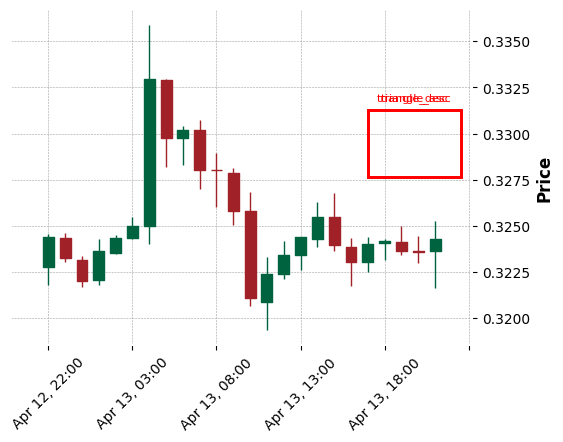 0.3350
0.3325
0.3300
0.3275
0.3250
0.3225
0.3200
Price
Apr 12, 22:00
Apr 13, 03:00
Apr 13, 08:00
Apr 13, 13:00
Apr 13, 18:00